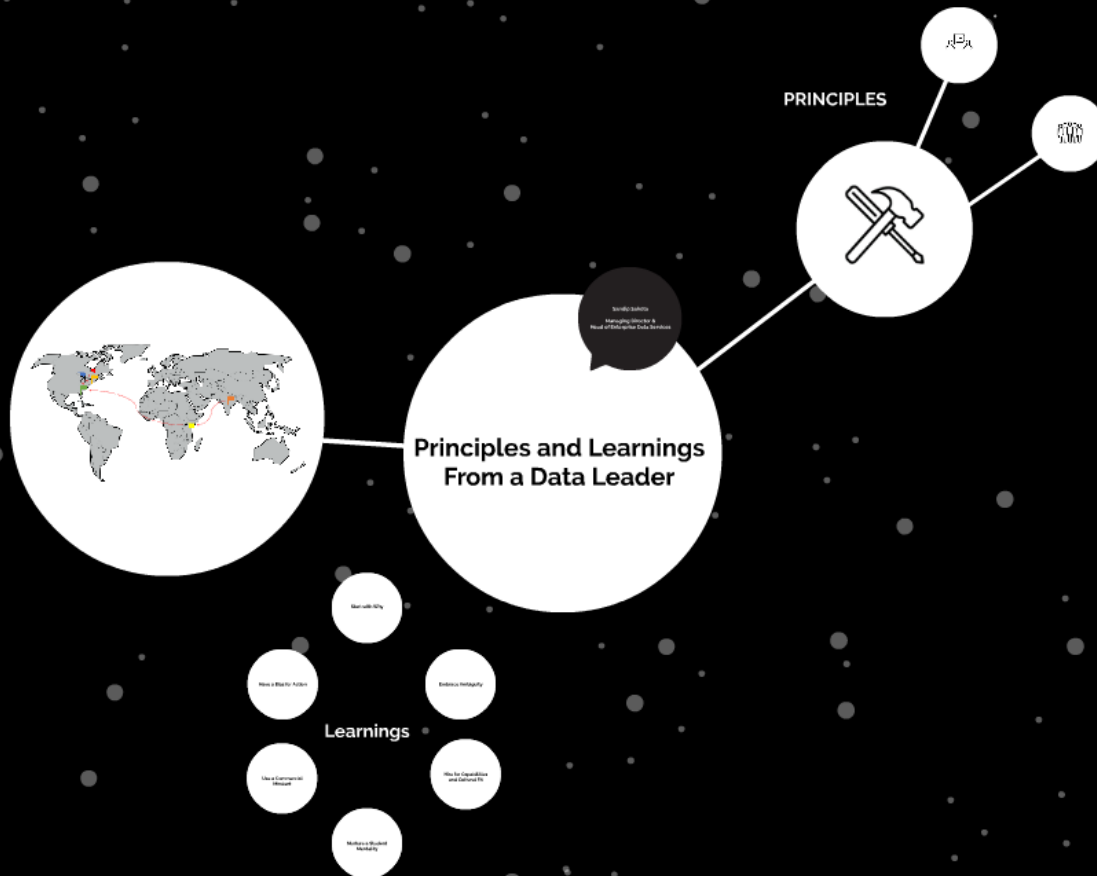 PRINCIPLES
Managing Director &
Head of Enterprise Data Services
Principles and Learnings
From a Data Leader
Start with Why
Have a Bias for Action
Embrace Ambiguity
Learnings
Use a Commercial
Mindset
Hire for Capabilities
and Cultural Fit
Nurture a Student
Mentality